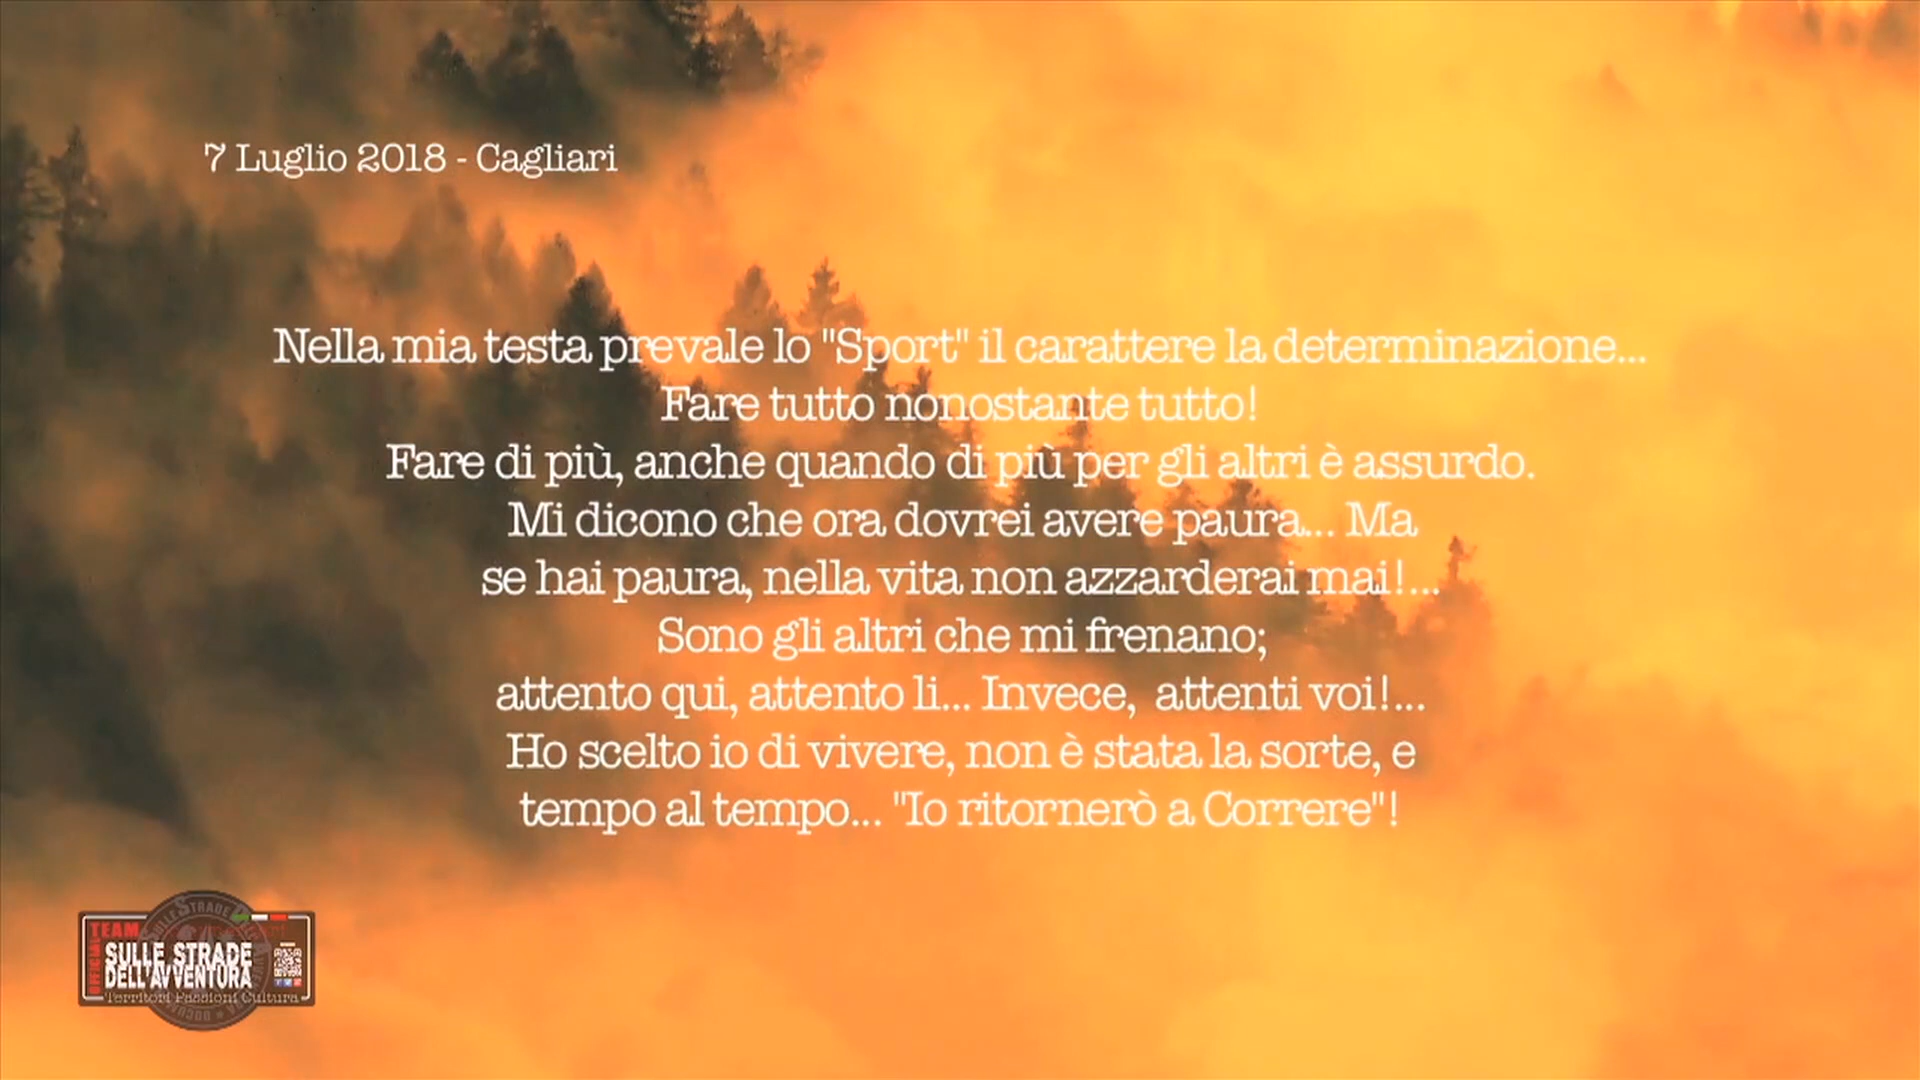 7 Luglio 2018 - Cagliari
Nella mia testa prevale lo "Sport" il carattere la determinazione...
Fare tutto nonostante tutto!
Fare di più, anche quando di più per gli altri è assurdo.
Mi dicono che ora dovrei avere paura... Ma
se hai paura, nella vita non azzarderai mai!...
Sono gli altri che mi frenano;
attento qui, attento li... Invece, attenti voi!...
Ho scelto io di vivere, non è stata la sorte, e
tempo al tempo... "Io ritornerò a Correre"!
SULLE STRADE
OFFICIAL TEAM
SULLE STRADE
DELL'AVVENTURA
Territori Passioni Cultura